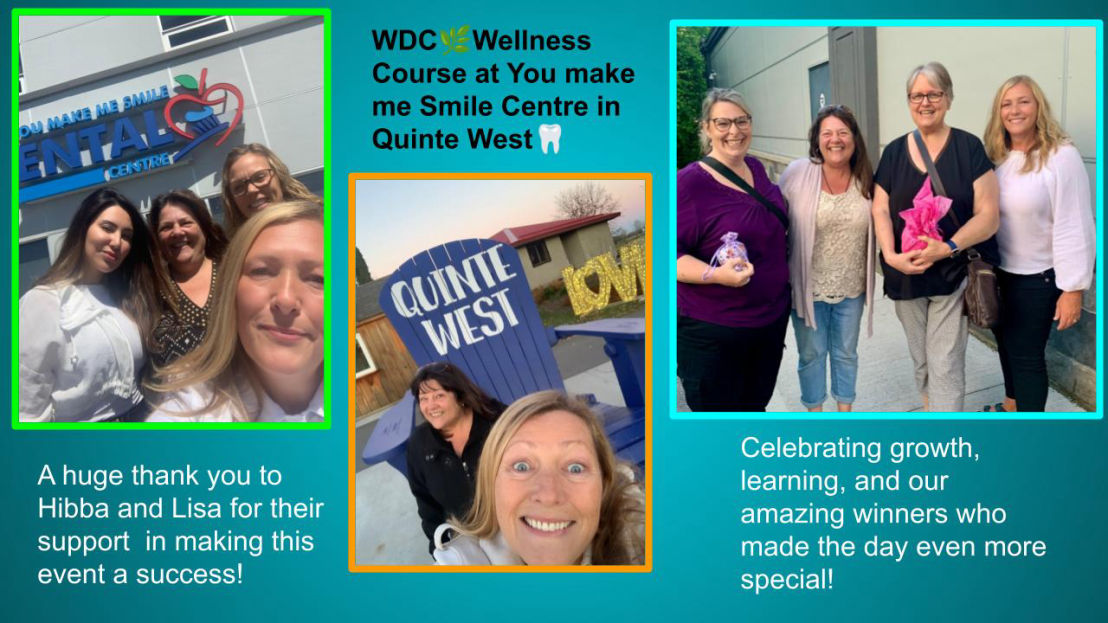 WDC🌿Wellness
Course at You make
me Smile Centre in
Quinte West🦷
YOU MAKE ME SMILE
DENTAL
CENTRE
QUINTE
WEST
LOVE
A huge thank you to
Hibba and Lisa for their
support  in making this
event a success!
Celebrating growth,
learning, and our
amazing winners who
made the day even more
special!